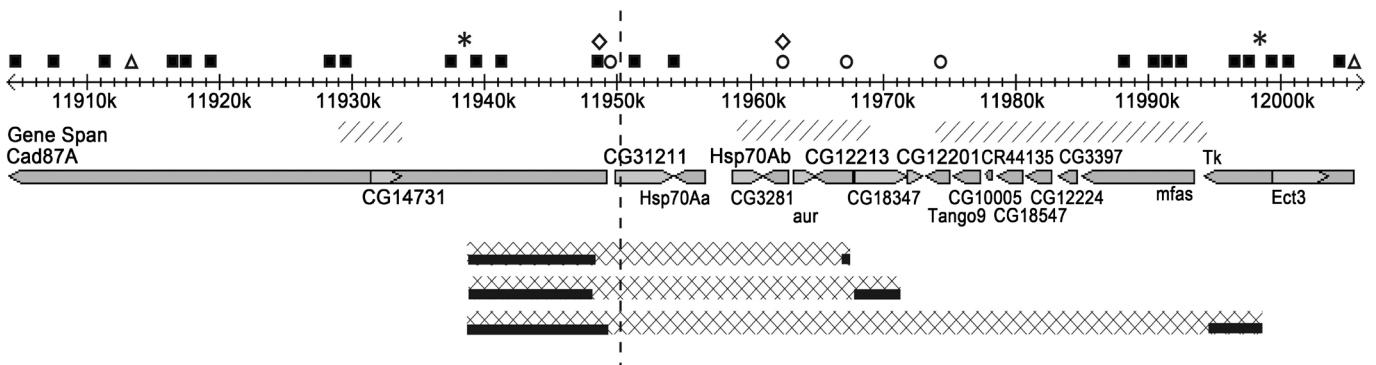 * *
11910k 11920k 11930k 11940k 11950k 11960k 11970k 11980k 11990k 12000k
Gene Span
Cad87A CG31211 Hsp70Ab CG12213 CG12201 CR44135 CG3397 Tk
CG14731 Hsp70Aa CG3281 CG18347 CG10005 CG12224 mfas Ect3
aur Tango9 CG18547